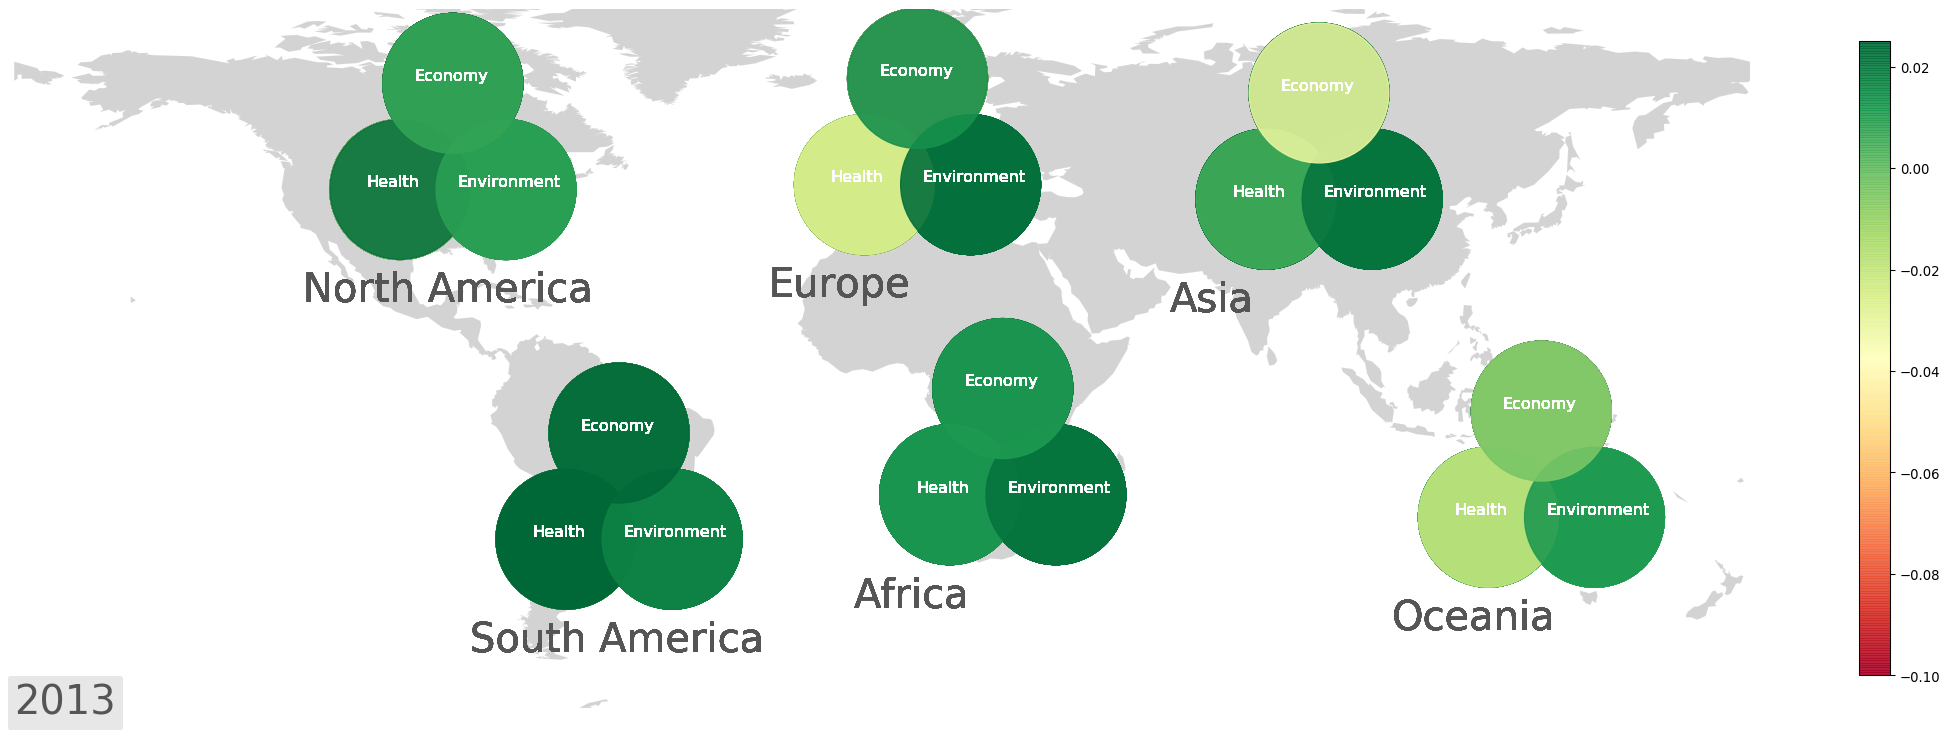 Economy
Health
Environment
North America
Economy
Health
Environment
Europe
Economy
Health
Environment
Asia
Economy
Health
Environment
South America
Economy
Health
Environment
Africa
Economy
Health
Environment
Oceania
2013
0.02
0.00
−0.02
−0.04
−0.06
−0.08
−0.10